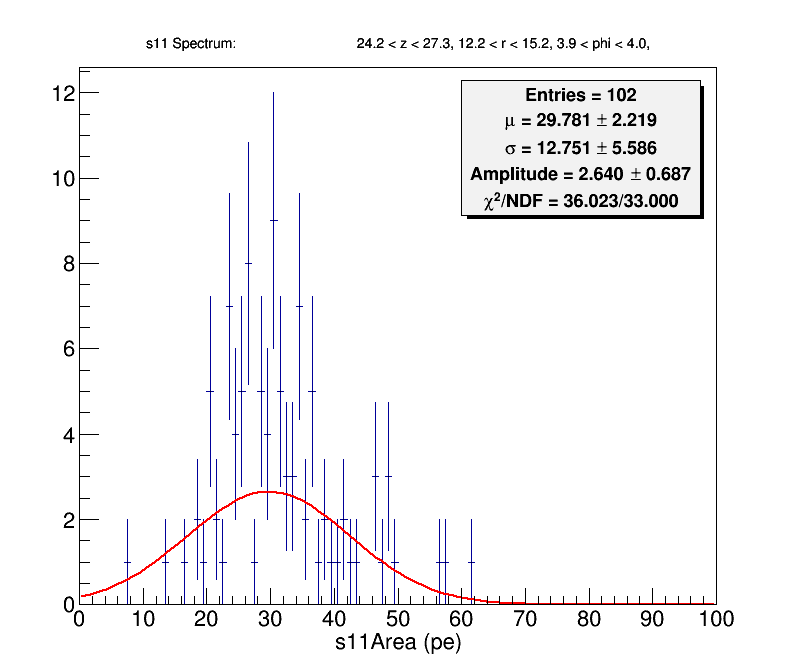 s11 Spectrum: 24.2 < z < 27.3, 12.2 < r < 15.2, 3.9 < phi < 4.0,
Entries = 102
μ = 29.781 ± 2.219
σ = 12.751 ± 5.586
Amplitude = 2.640 ± 0.687
χ²/NDF = 36.023/33.000
12
10
8
6
4
2
0
0 10 20 30 40 50 60 70 80 90 100
s11Area (pe)